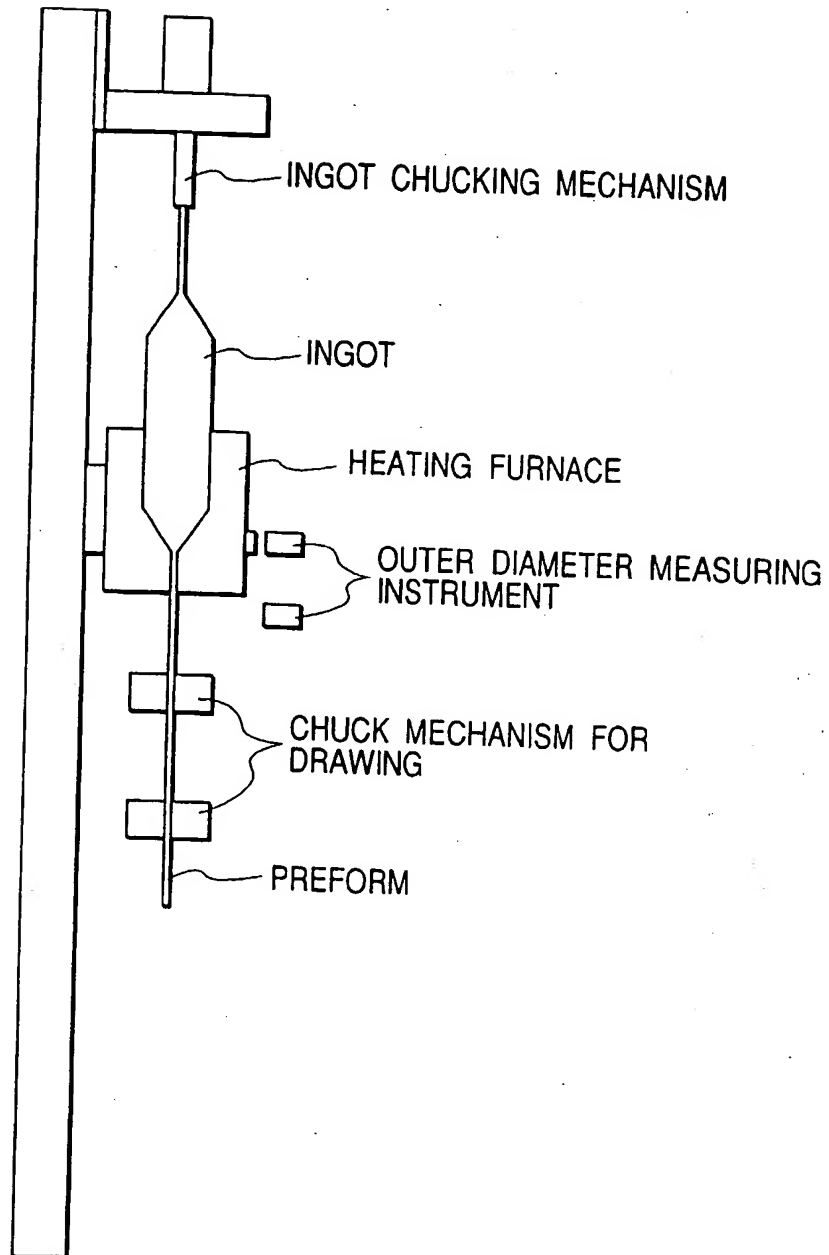 INGOT CHUCKING MECHANISM
INGOT
HEATING FURNACE
OUTER DIAMETER MEASURING
INSTRUMENT
CHUCK MECHANISM FOR
DRAWING
PREFORM